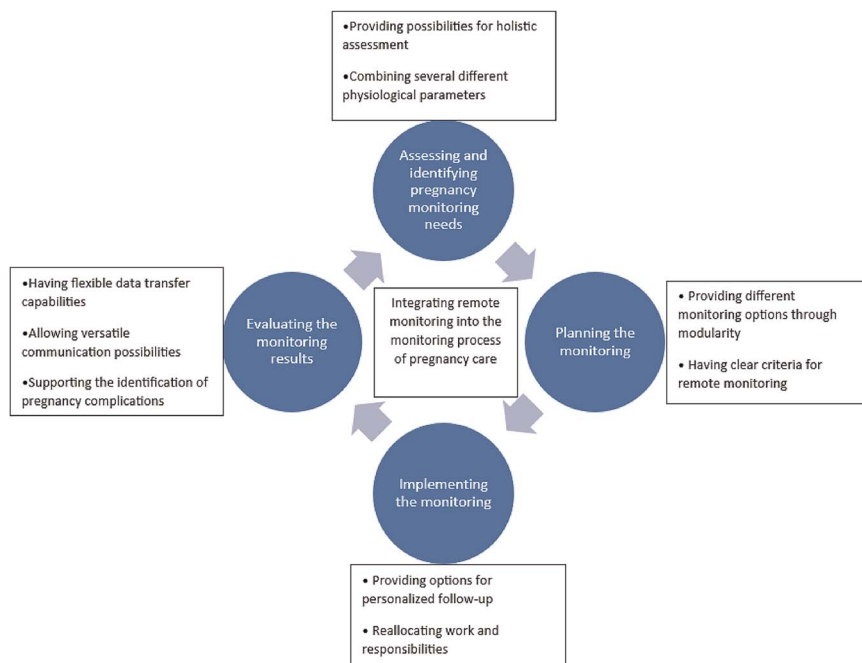 •Providing possibilities for holistic
assessment
•Combining several different
physiological parameters
Assessing and
identifying
pregnancy
monitoring
needs
•Having flexible data transfer
capabilities
•Allowing versatile
communication possibilities
•Supporting the identification of
pregnancy complications
Evaluating the
monitoring
results
Integrating remote
monitoring into the
monitoring process
of pregnancy care
Planning the
monitoring
• Providing different
monitoring options through
modularity
• Having clear criteria for
remote monitoring
Implementing
the monitoring
• Providing options for
personalized follow-up
• Reallocating work and
responsibilities